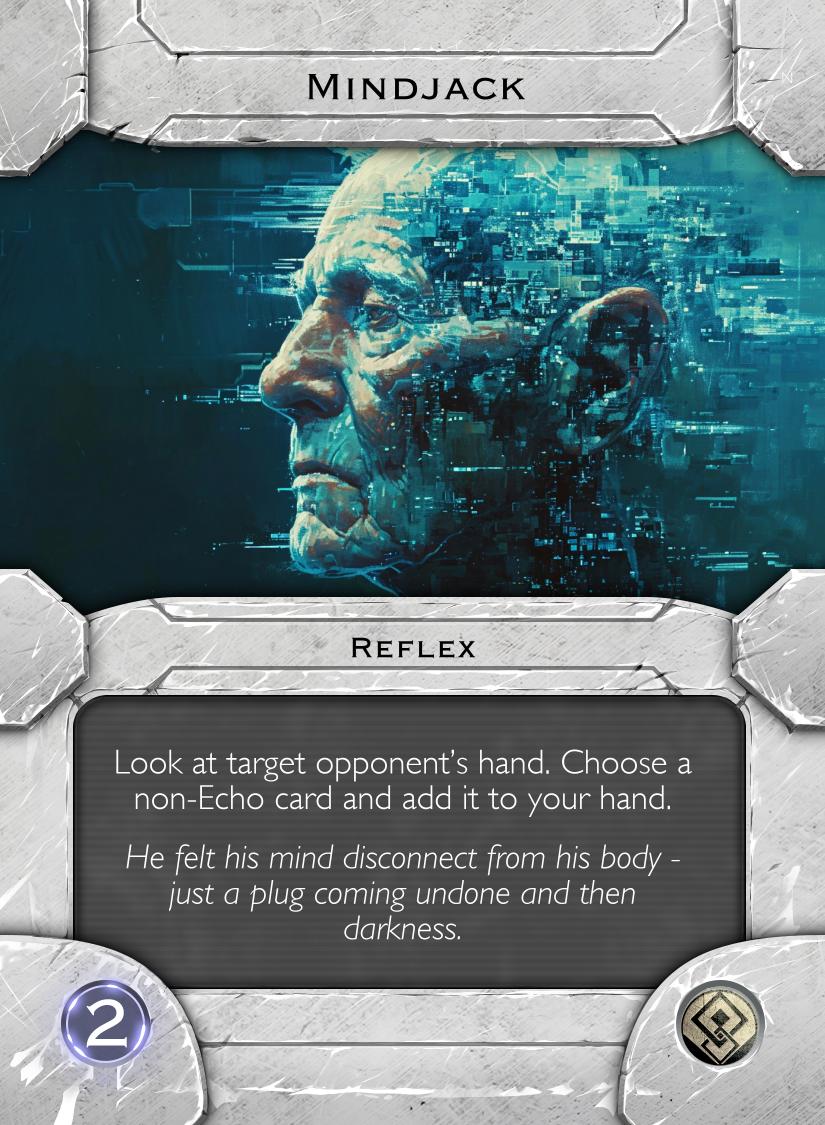 Mindjack
Reflex
Look at target opponent's hand. Choose a
non-Echo card and add it to your hand.
He felt his mind disconnect from his body -
just a plug coming undone and then
darkness.
2